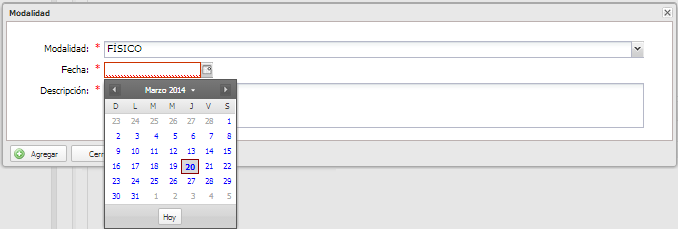 Modalidad
Modalidad: * FÍSICO
Fecha: *
Descripción: *
Marzo 2014
D L M M J V S
23 24 25 26 27 28 1
2 3 4 5 6 7 8
9 10 11 12 13 14 15
16 17 18 19 20 21 22
23 24 25 26 27 28 29
30 31 1 2 3 4 5
Agregar Cerr
Hoy